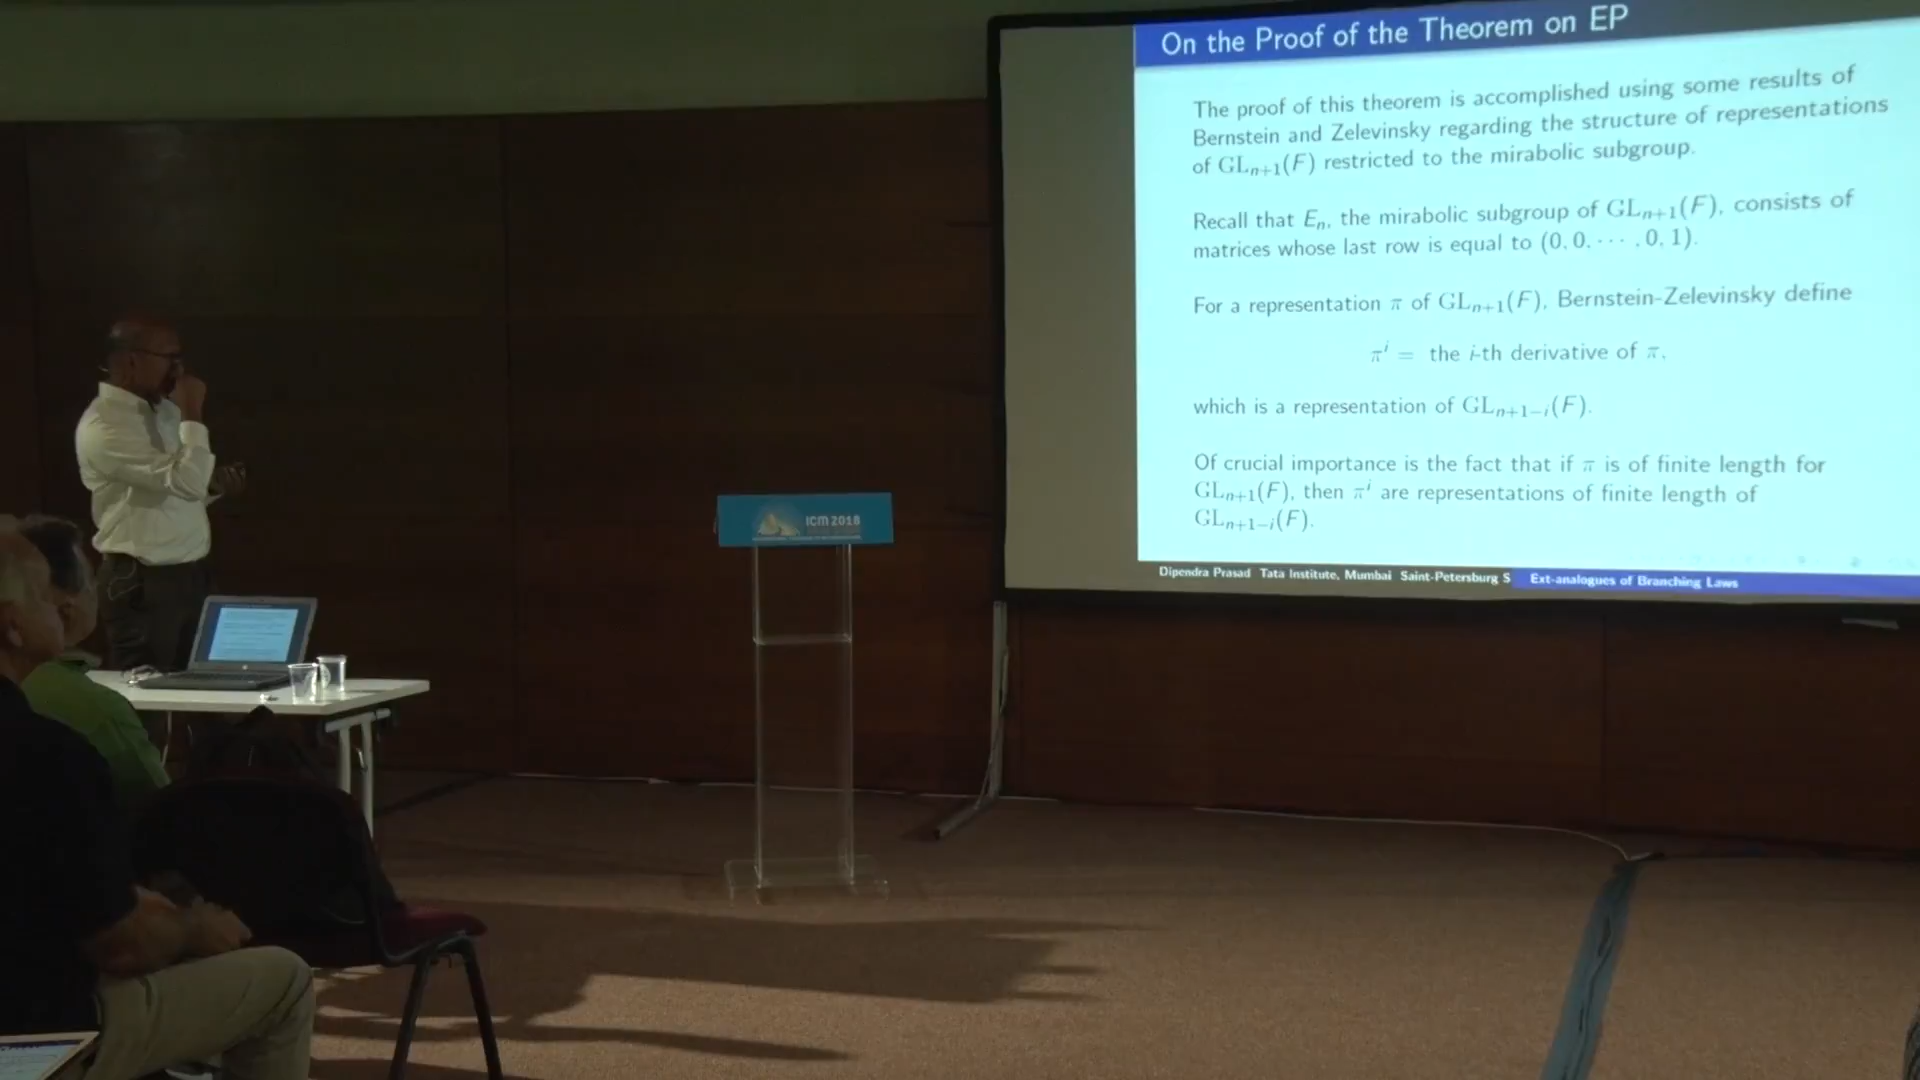 On the Proof of the Theorem on EP
The proof of this theorem is accomplished using some results of
Bernstein and Zelevinsky regarding the structure of representations
of GLₙ₊₁(F) restricted to the mirabolic subgroup.
Recall that Eₙ, the mirabolic subgroup of GLₙ₊₁(F), consists of
matrices whose last row is equal to (0, 0, ⋯ , 0, 1).
For a representation π of GLₙ₊₁(F), Bernstein-Zelevinsky define
πⁱ = the i-th derivative of π,
which is a representation of GLₙ₊₁₋ᵢ(F).
Of crucial importance is the fact that if π is of finite length for
GLₙ₊₁(F), then πⁱ are representations of finite length of
GLₙ₊₁₋ᵢ(F).
Dipendra Prasad Tata Institute, Mumbai Saint-Petersburg S
Ext-analogues of Branching Laws
ICM 2018